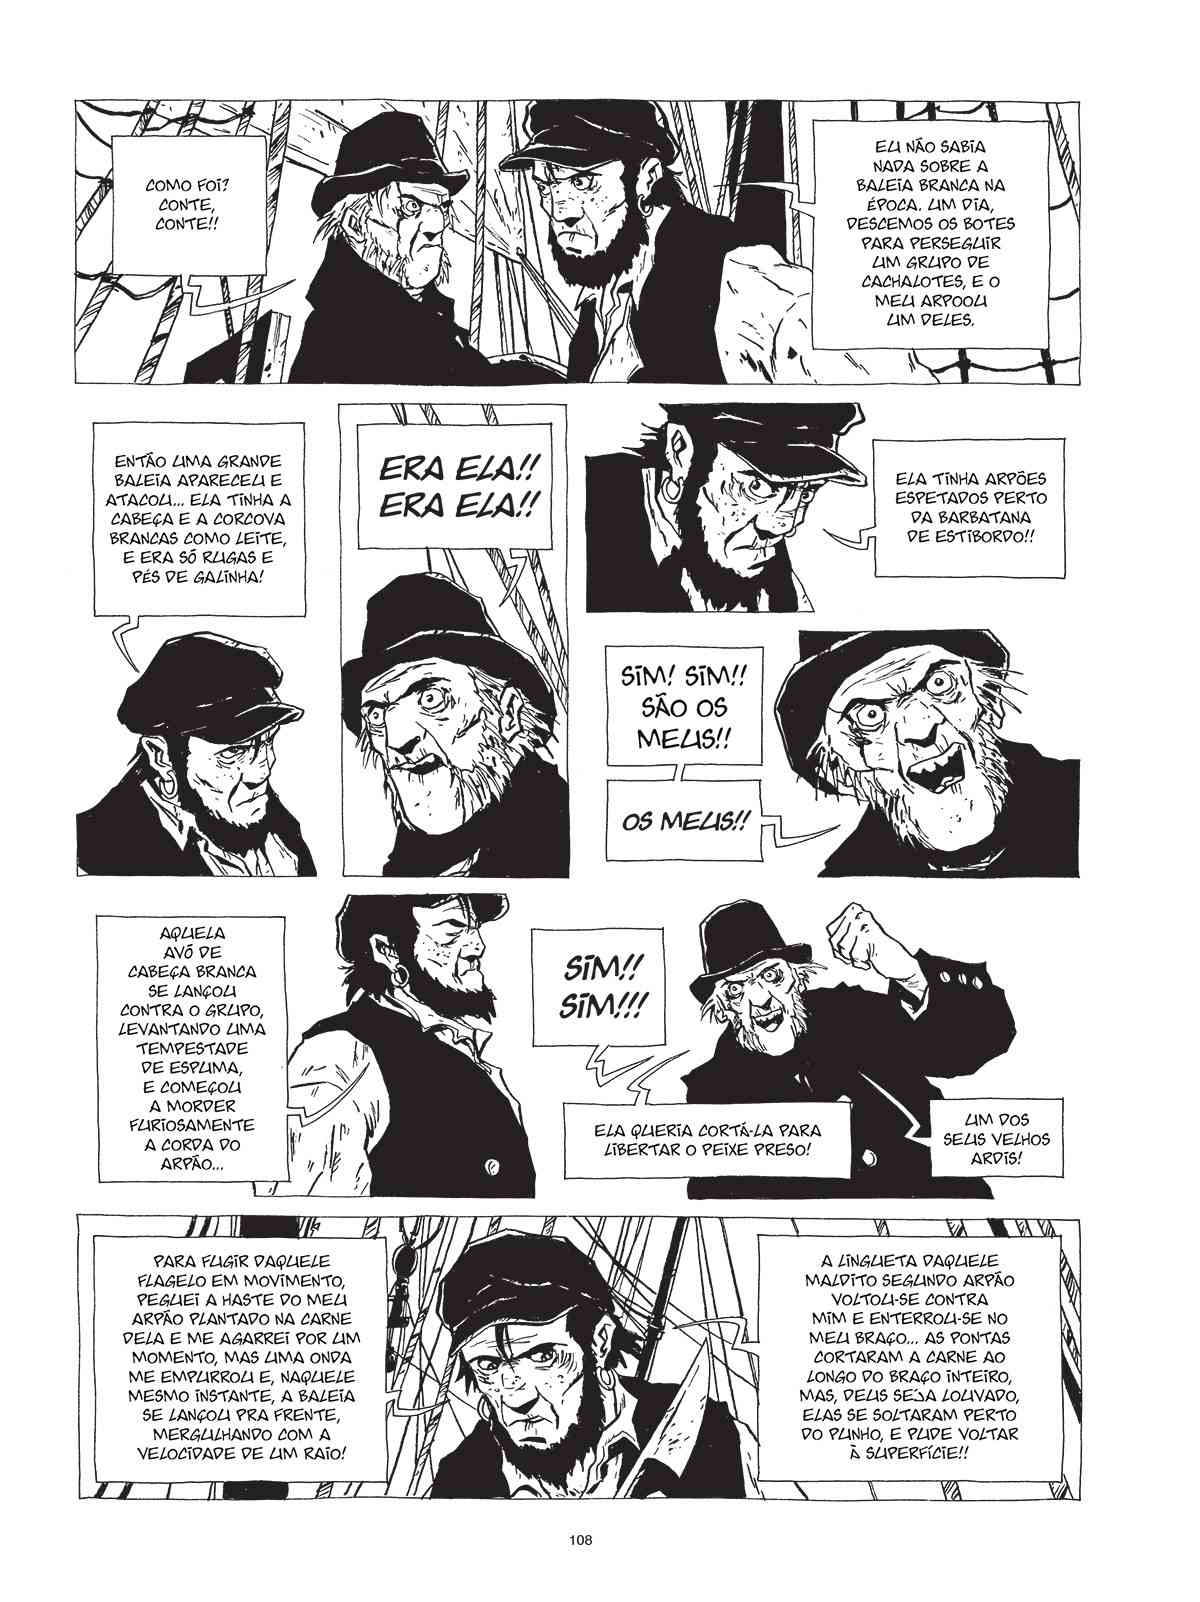 COMO FOI?
CONTE,
CONTE!!
EU NÃO SABIA
NADA SOBRE A
BALEIA BRANCA NA
ÉPOCA. UM DIA,
DESCEMOS OS BOTES
PARA PERSEGUIR
UM GRUPO DE
CACHALOTES, E O
MEU ARPOOU
UM DELES.
ENTÃO UMA GRANDE
BALEIA APARECEU E
ATACOU... ELA TINHA A
CABEÇA E A CORCOVA
BRANCAS COMO LEITE,
E ERA SÓ RUGAS E
PÉS DE GALINHA!
ERA ELA!!
ERA ELA!!
ELA TINHA ARPÕES
ESPETADOS PERTO
DA BARBATANA
DE ESTIBORDO!!
SIM! SIM!!
SÃO OS
MEUS!!
OS MEUS!!
AQUELA
AVÓ DE
CABEÇA BRANCA
SE LANÇOU
CONTRA O GRUPO,
LEVANTANDO UMA
TEMPESTADE
DE ESPUMA,
E COMEÇOU
A MORDER
FURIOSAMENTE
A CORDA DO
ARPÃO...
SIM!!
SIM!!!
ELA QUERIA CORTÁ-LA PARA
LIBERTAR O PEIXE PRESO!
UM DOS
SEUS VELHOS
ARDIS!
PARA FUGIR DAQUELE
FLAGELO EM MOVIMENTO,
PEGUEI A HASTE DO MEU
ARPÃO PLANTADO NA CARNE
DELA E ME AGARREI POR UM
MOMENTO, MAS UMA ONDA
ME EMPURROU E, NAQUELE
MESMO INSTANTE, A BALEIA
SE LANÇOU PRA FRENTE,
MERGULHANDO COM A
VELOCIDADE DE UM RAIO!
A LINGUETA DAQUELE
MALDITO SEGUNDO ARPÃO
VOLTOU-SE CONTRA
MIM E ENTERROU-SE NO
MEU BRAÇO... AS PONTAS
CORTARAM A CARNE AO
LONGO DO BRAÇO INTEIRO,
MAS, DEUS SEJA LOUVADO,
ELAS SE SOLTARAM PERTO
DO PUNHO, E PUDE VOLTAR
À SUPERFÍCIE!!
108